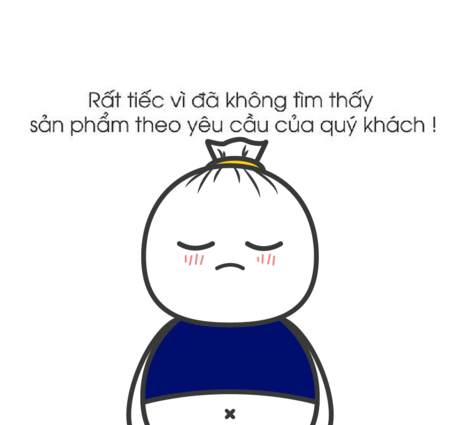 Rất tiếc vì đã không tìm thấy
sản phẩm theo yêu cầu của quý khách !